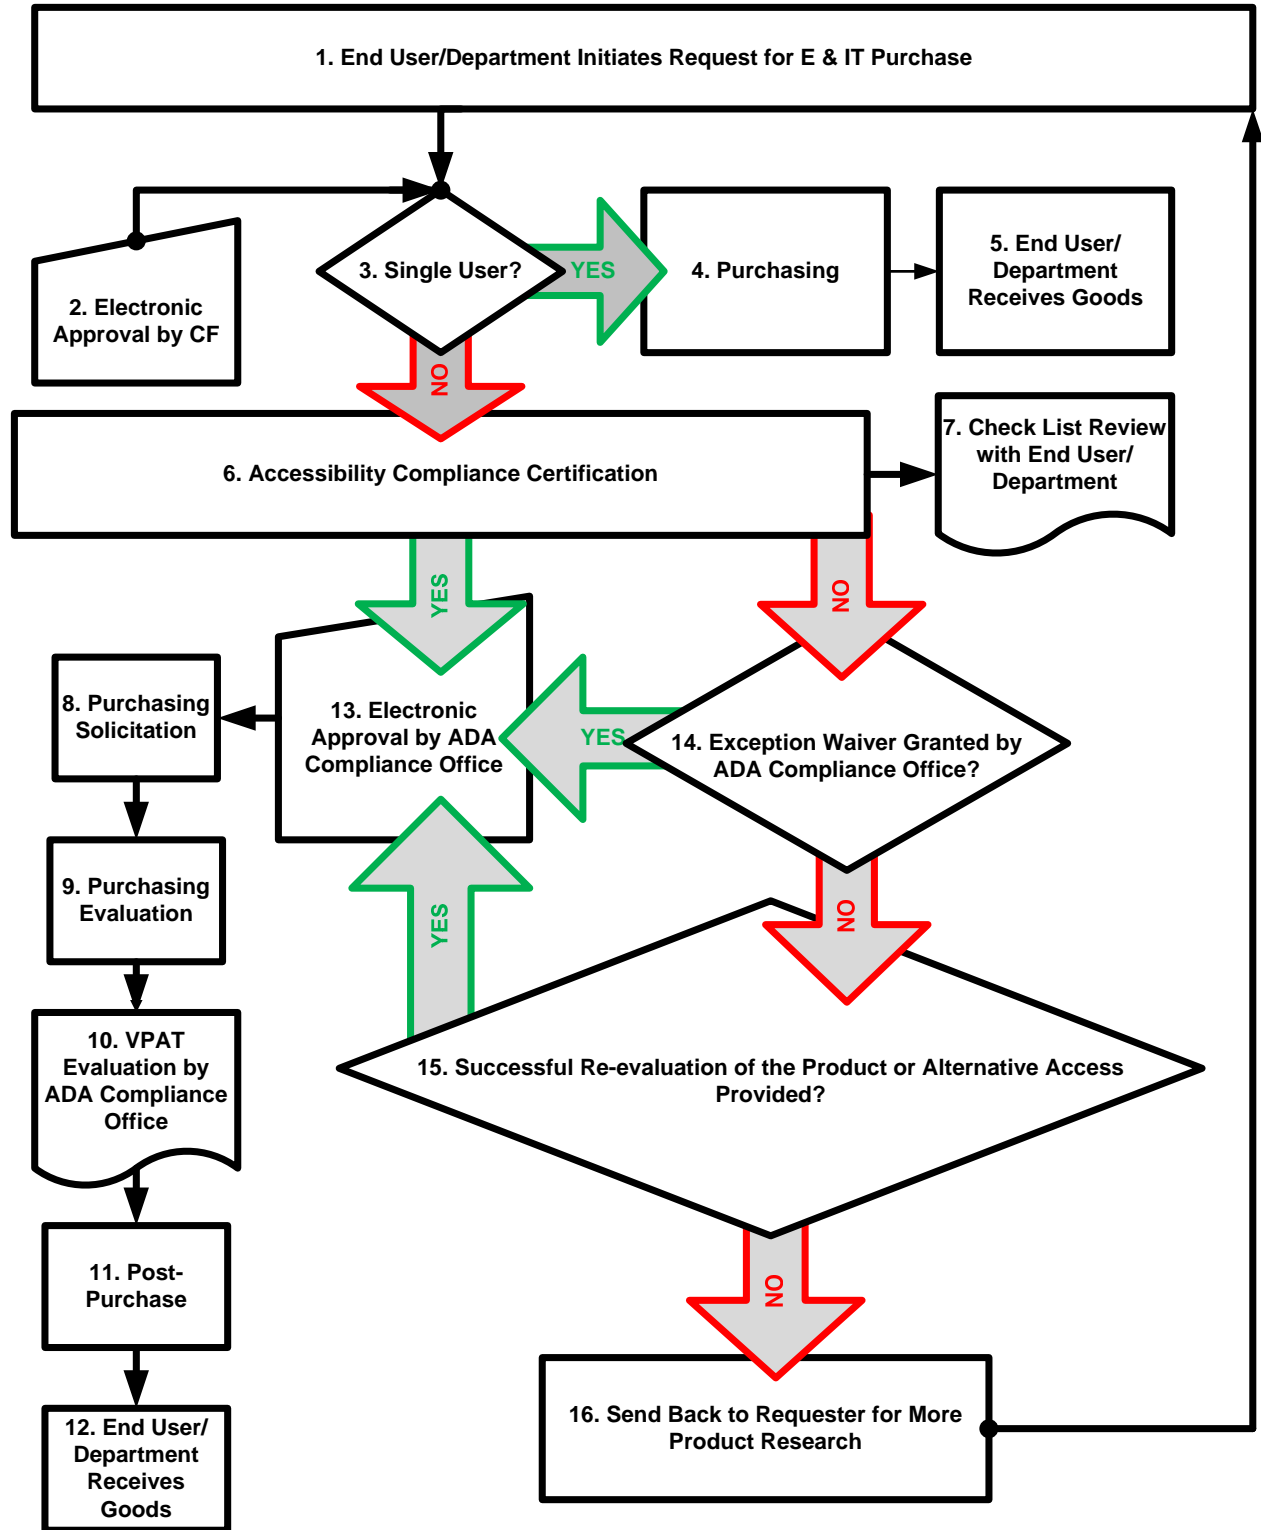 1. End User/Department Initiates Request for E & IT Purchase
2. Electronic
Approval by CF
3. Single User?
YES
4. Purchasing
5. End User/
Department
Receives Goods
NO
6. Accessibility Compliance Certification
7. Check List Review
with End User/
Department
YES
NO
8. Purchasing
Solicitation
13. Electronic
Approval by ADA
Compliance Office
YES
14. Exception Waiver Granted by
ADA Compliance Office?
9. Purchasing
Evaluation
YES
NO
10. VPAT
Evaluation by
ADA Compliance
Office
15. Successful Re-evaluation of the Product or Alternative Access
Provided?
11. Post-
Purchase
NO
12. End User/
Department
Receives
Goods
16. Send Back to Requester for More
Product Research